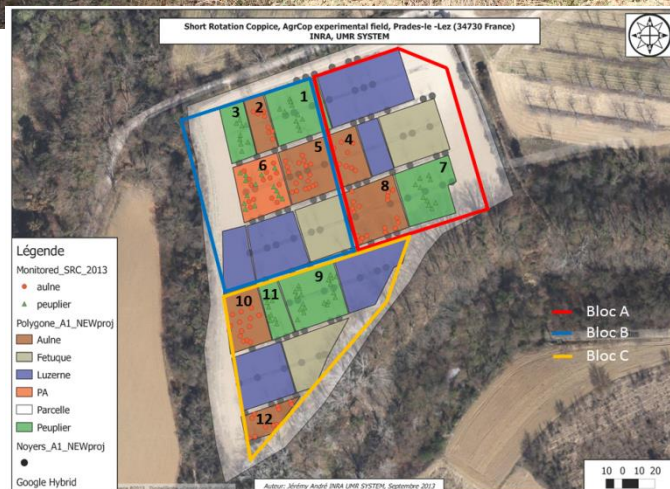 Short Rotation Coppice, AgrCop experimental field, Prades-le -Lez (34730 France)
INRA, UMR SYSTEM
3
2
1
6
5
4
8
7
10
11
9
12
Légende
Monitored_SRC_2013
aulne
peuplier
Polygone_A1_NEWproj
Aulne
Fetuque
Luzerne
PA
Parcelle
Peuplier
Noyers_A1_NEWproj
Google Hybrid
Bloc A
Bloc B
Bloc C
Auteur: Jérémy André INRA UMR SYSTEM, Septembre 2013
10 0 10 20